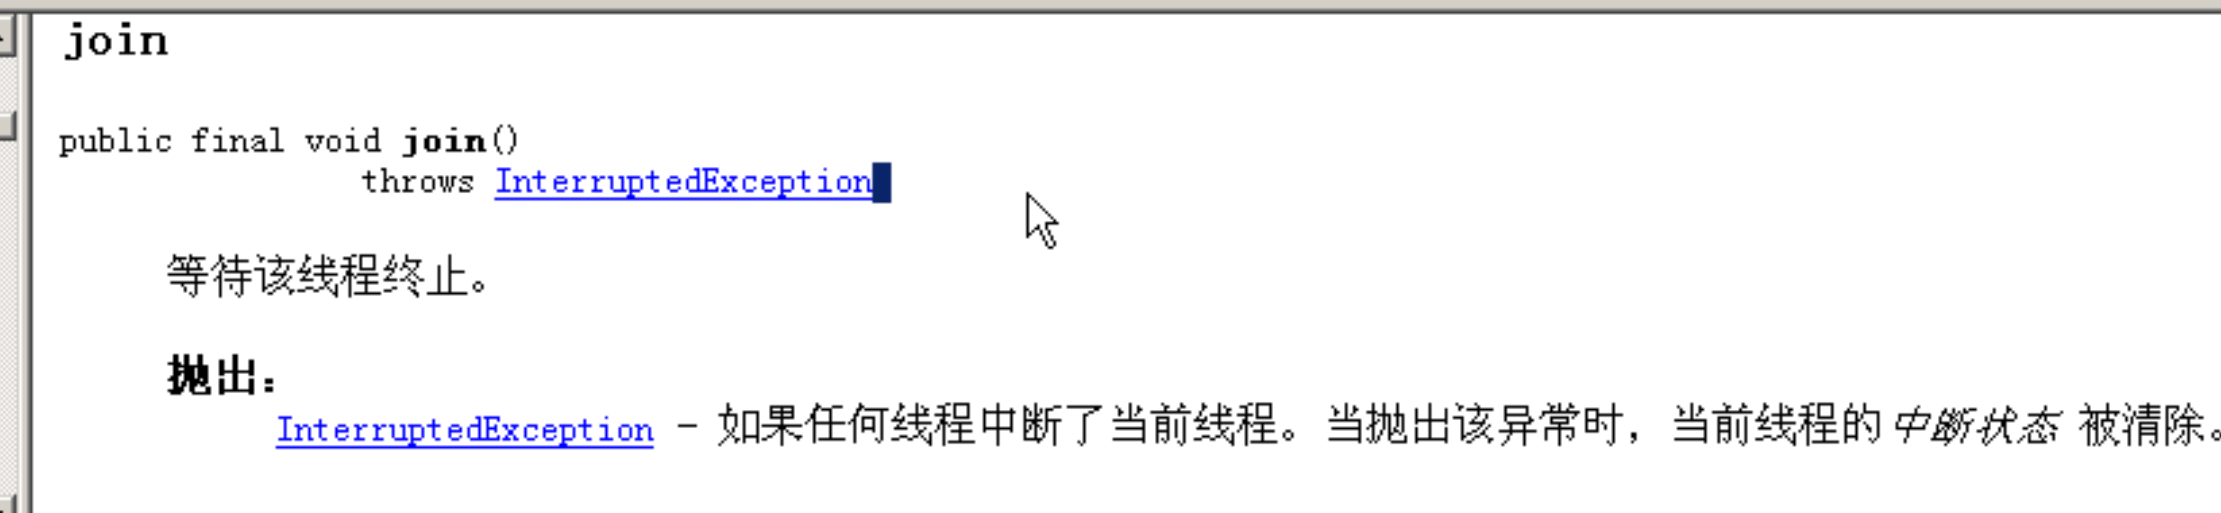 join
public final void join()
throws InterruptedException
等待该线程终止。
抛出：
InterruptedException - 如果任何线程中断了当前线程。当抛出该异常时，当前线程的 中断状态 被清除。